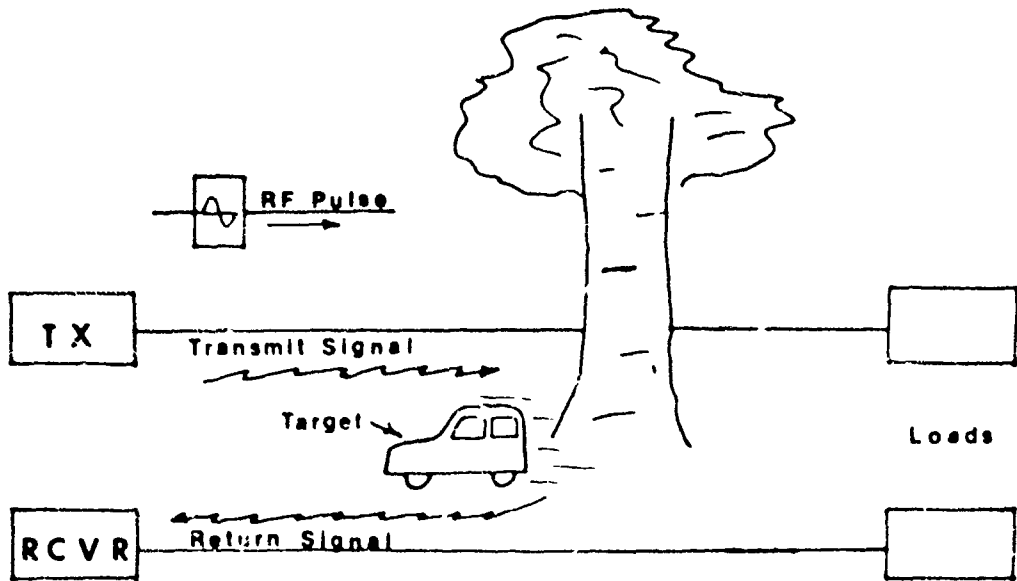 RF Pulse
TX
Transmit Signal
Target
Loads
RCVR
Return Signal